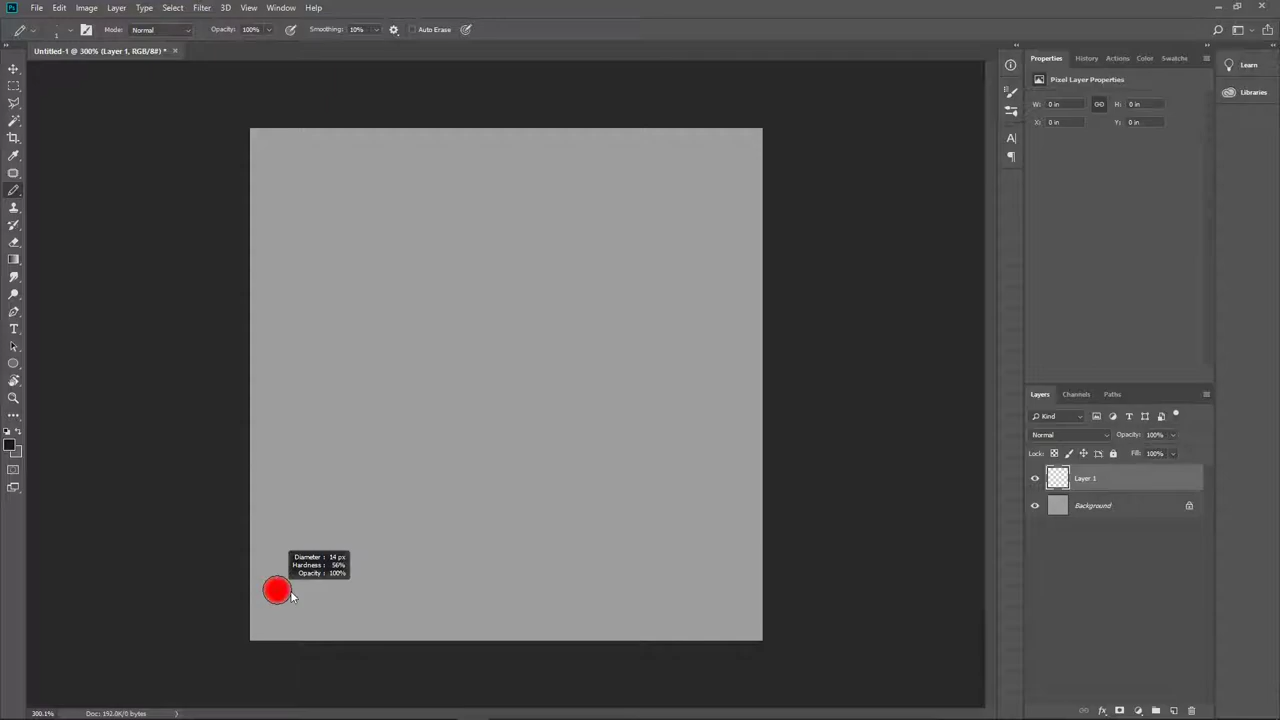 Ps File Edit Image Layer Type Select Filter 3D View Window Help
1 Mode: Normal Opacity: 100% Smoothing: 10% Auto Erase
Untitled-1 @ 300% (Layer 1, RGB/8#) * ×
Properties History Actions Color Swatche
Learn
Pixel Layer Properties
Libraries
W: 0 in H: 0 in
X: 0 in Y: 0 in
Layers Channels Paths
Kind
Normal Opacity: 100%
Lock: Fill: 100%
Layer 1
Background
Diameter : 14 px
Hardness : 56%
Opacity : 100%
300.1% Doc: 192.0K/0 bytes